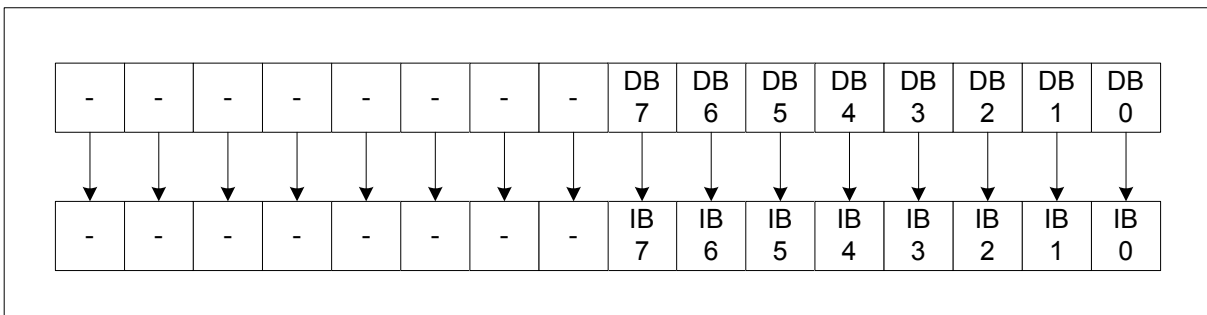 - - - - - - - - DB 7 DB 6 DB 5 DB 4 DB 3 DB 2 DB 1 DB 0
- - - - - - - - IB 7 IB 6 IB 5 IB 4 IB 3 IB 2 IB 1 IB 0